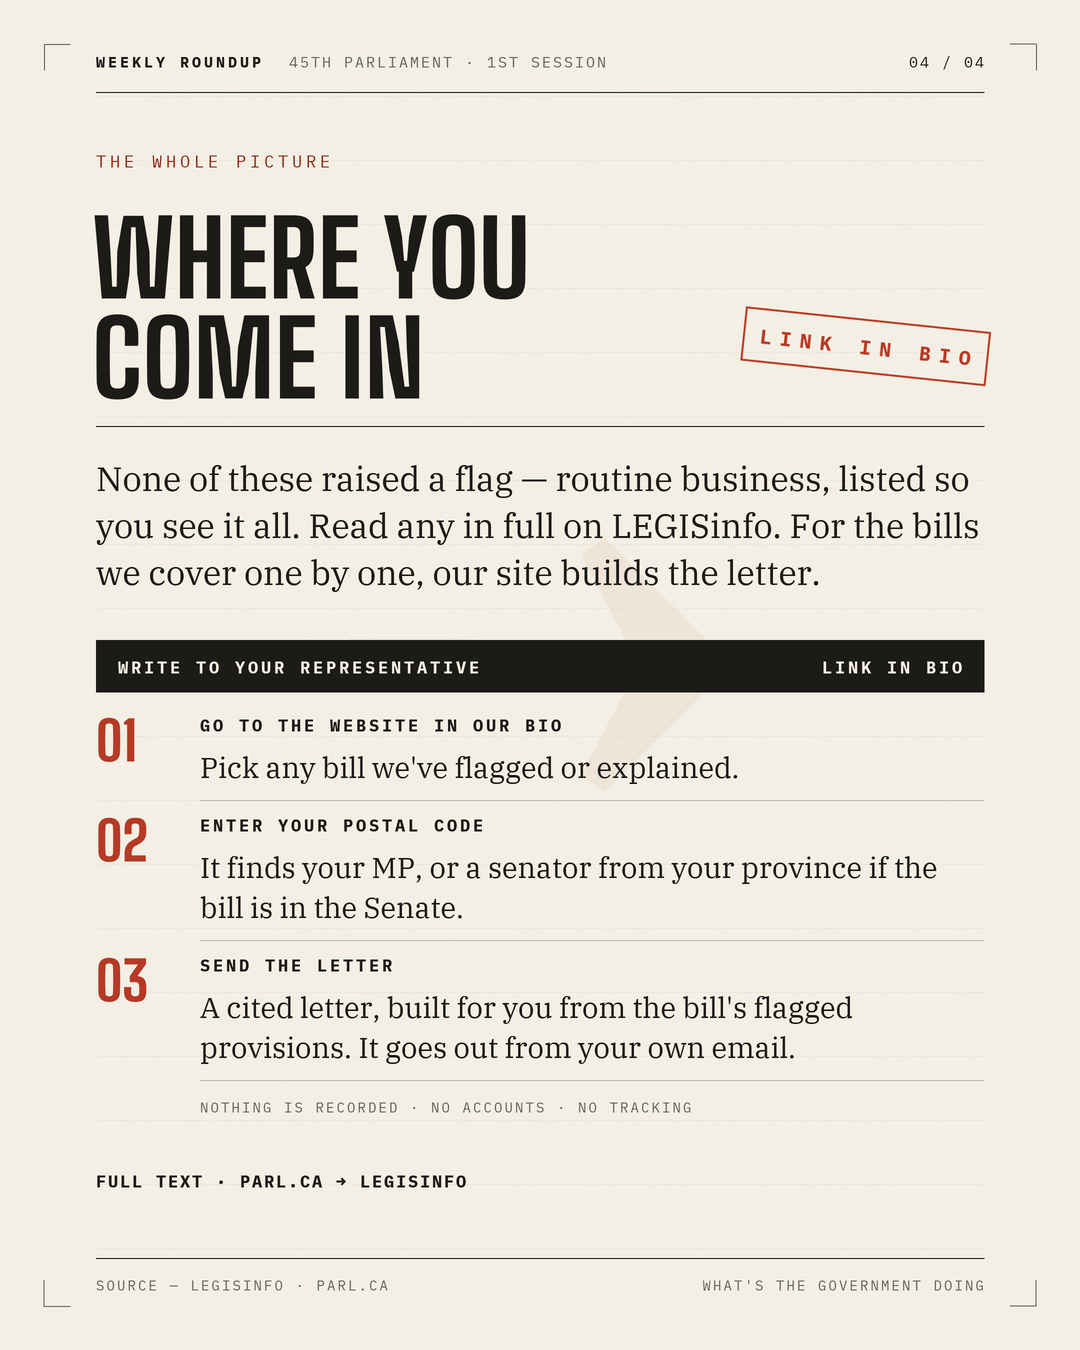 WEEKLY ROUNDUP 45TH PARLIAMENT · 1ST SESSION 04 / 04
THE WHOLE PICTURE
WHERE YOU
COME IN
LINK IN BIO
None of these raised a flag — routine business, listed so
you see it all. Read any in full on LEGISinfo. For the bills
we cover one by one, our site builds the letter.
WRITE TO YOUR REPRESENTATIVE LINK IN BIO
01 GO TO THE WEBSITE IN OUR BIO
Pick any bill we've flagged or explained.
02 ENTER YOUR POSTAL CODE
It finds your MP, or a senator from your province if the
bill is in the Senate.
03 SEND THE LETTER
A cited letter, built for you from the bill's flagged
provisions. It goes out from your own email.
NOTHING IS RECORDED · NO ACCOUNTS · NO TRACKING
FULL TEXT · PARL.CA → LEGISINFO
SOURCE — LEGISINFO · PARL.CA WHAT'S THE GOVERNMENT DOING